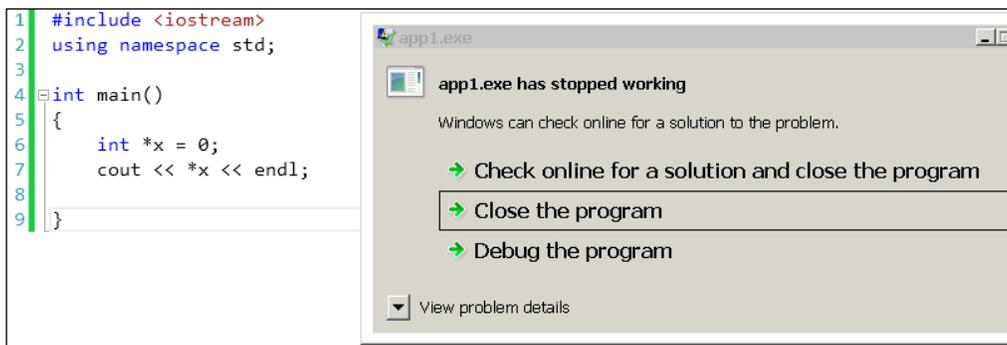 1 #include <iostream>
2 using namespace std;
3
4 int main()
5 {
6 int *x = 0;
7 cout << *x << endl;
8
9 }
app1.exe
app1.exe has stopped working
Windows can check online for a solution to the problem.
Check online for a solution and close the program
Close the program
Debug the program
View problem details